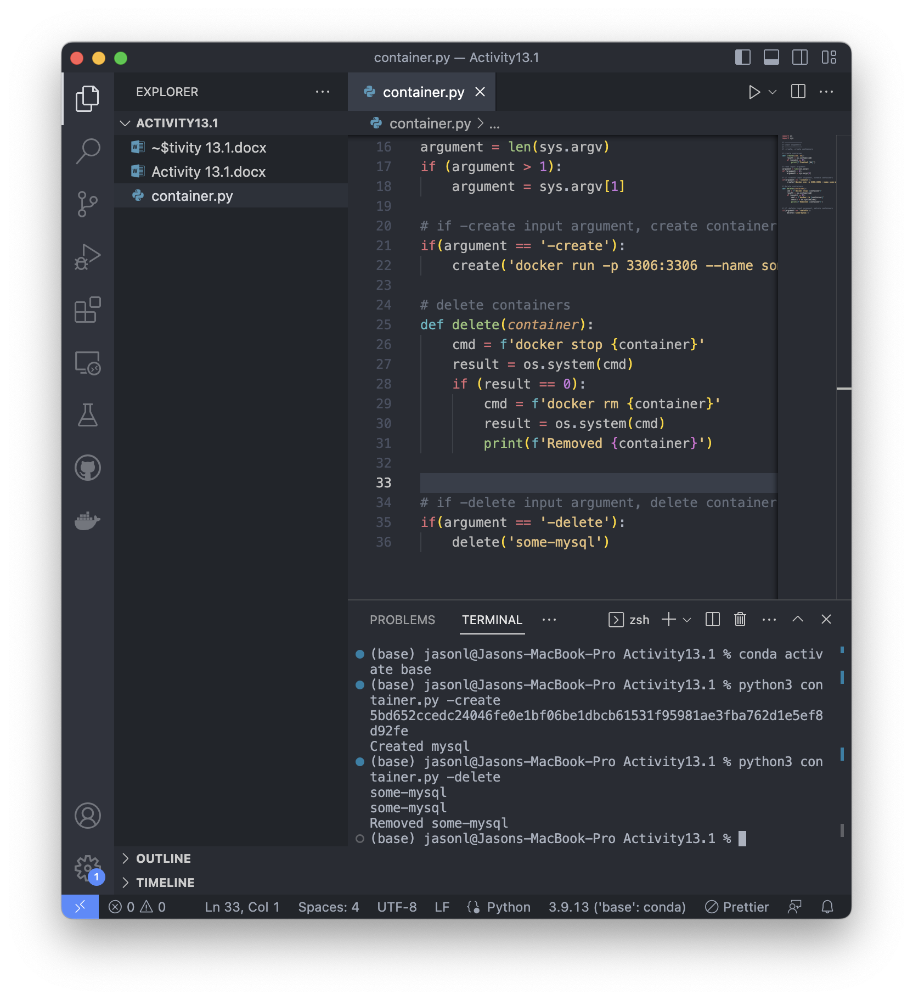 container.py — Activity13.1
EXPLORER
container.py
ACTIVITY13.1
container.py > ...
~$tivity 13.1.docx
Activity 13.1.docx
container.py
16 argument = len(sys.argv)
17 if (argument > 1):
18 argument = sys.argv[1]
19
20 # if -create input argument, create container
21 if(argument == '-create'):
22 create('docker run -p 3306:3306 --name so
23
24 # delete containers
25 def delete(container):
26 cmd = f'docker stop {container}'
27 result = os.system(cmd)
28 if (result == 0):
29 cmd = f'docker rm {container}'
30 result = os.system(cmd)
31 print(f'Removed {container}')
32
33
34 # if -delete input argument, delete container
35 if(argument == '-delete'):
36 delete('some-mysql')
PROBLEMS TERMINAL ... zsh
(base) jasonl@Jasons-MacBook-Pro Activity13.1 % conda activ
ate base
(base) jasonl@Jasons-MacBook-Pro Activity13.1 % python3 con
tainer.py -create
5bd652ccedc24046fe0e1bf06be1dbcb61531f95981ae3fba762d1e5ef8
d92fe
Created mysql
(base) jasonl@Jasons-MacBook-Pro Activity13.1 % python3 con
tainer.py -delete
some-mysql
some-mysql
Removed some-mysql
(base) jasonl@Jasons-MacBook-Pro Activity13.1 %
OUTLINE
TIMELINE
1
0 0 Ln 33, Col 1 Spaces: 4 UTF-8 LF Python 3.9.13 ('base': conda) Prettier